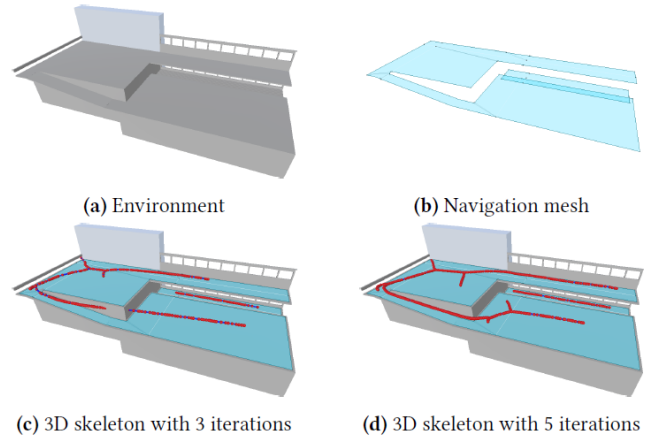 (a) Environment
(b) Navigation mesh
(c) 3D skeleton with 3 iterations
(d) 3D skeleton with 5 iterations